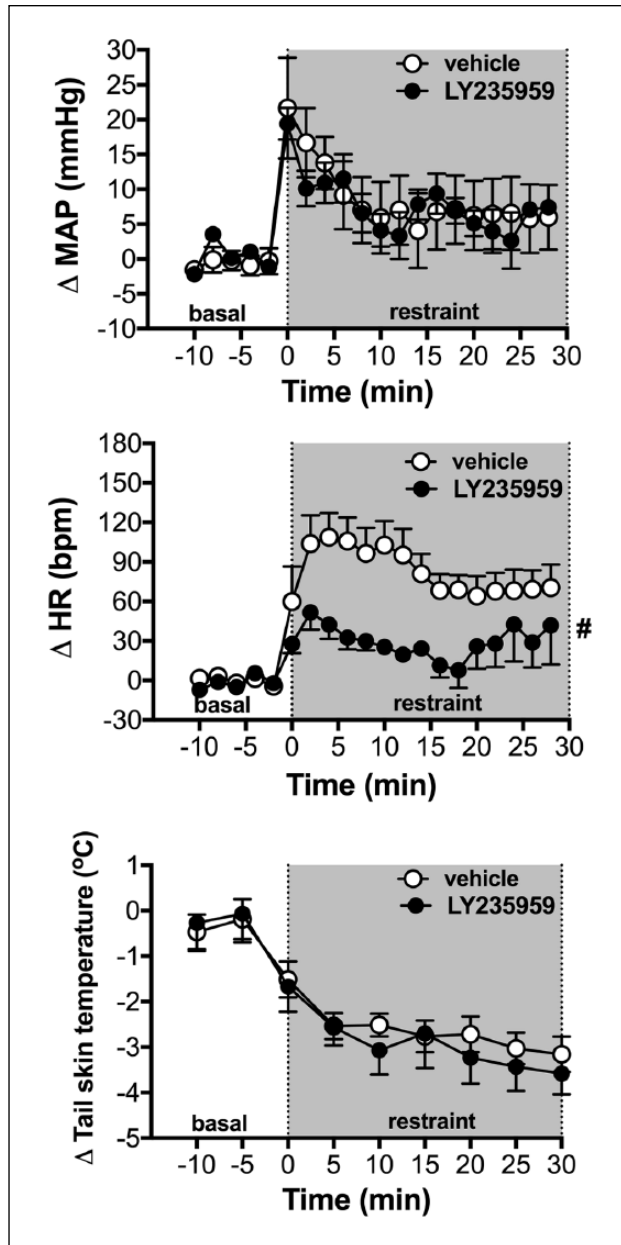 30
25
20
15
10
5
0
-5
-10
Δ MAP (mmHg)
vehicle
LY235959
basal
restraint
-10 -5 0 5 10 15 20 25 30
Time (min)
180
150
120
90
60
30
0
-30
Δ HR (bpm)
vehicle
LY235959
#
basal
restraint
-10 -5 0 5 10 15 20 25 30
Time (min)
1
0
-1
-2
-3
-4
-5
Δ Tail skin temperature (ºC)
vehicle
LY235959
basal
restraint
-10 -5 0 5 10 15 20 25 30
Time (min)